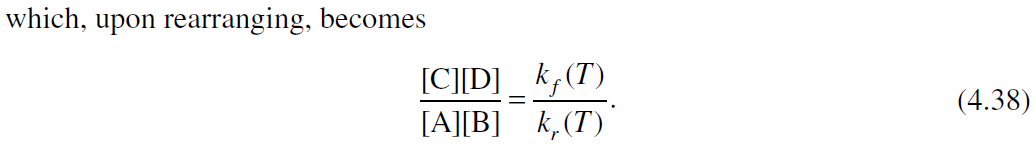 which, upon rearranging, becomes
[C][D] / [A][B] = k_f(T) / k_r(T). (4.38)